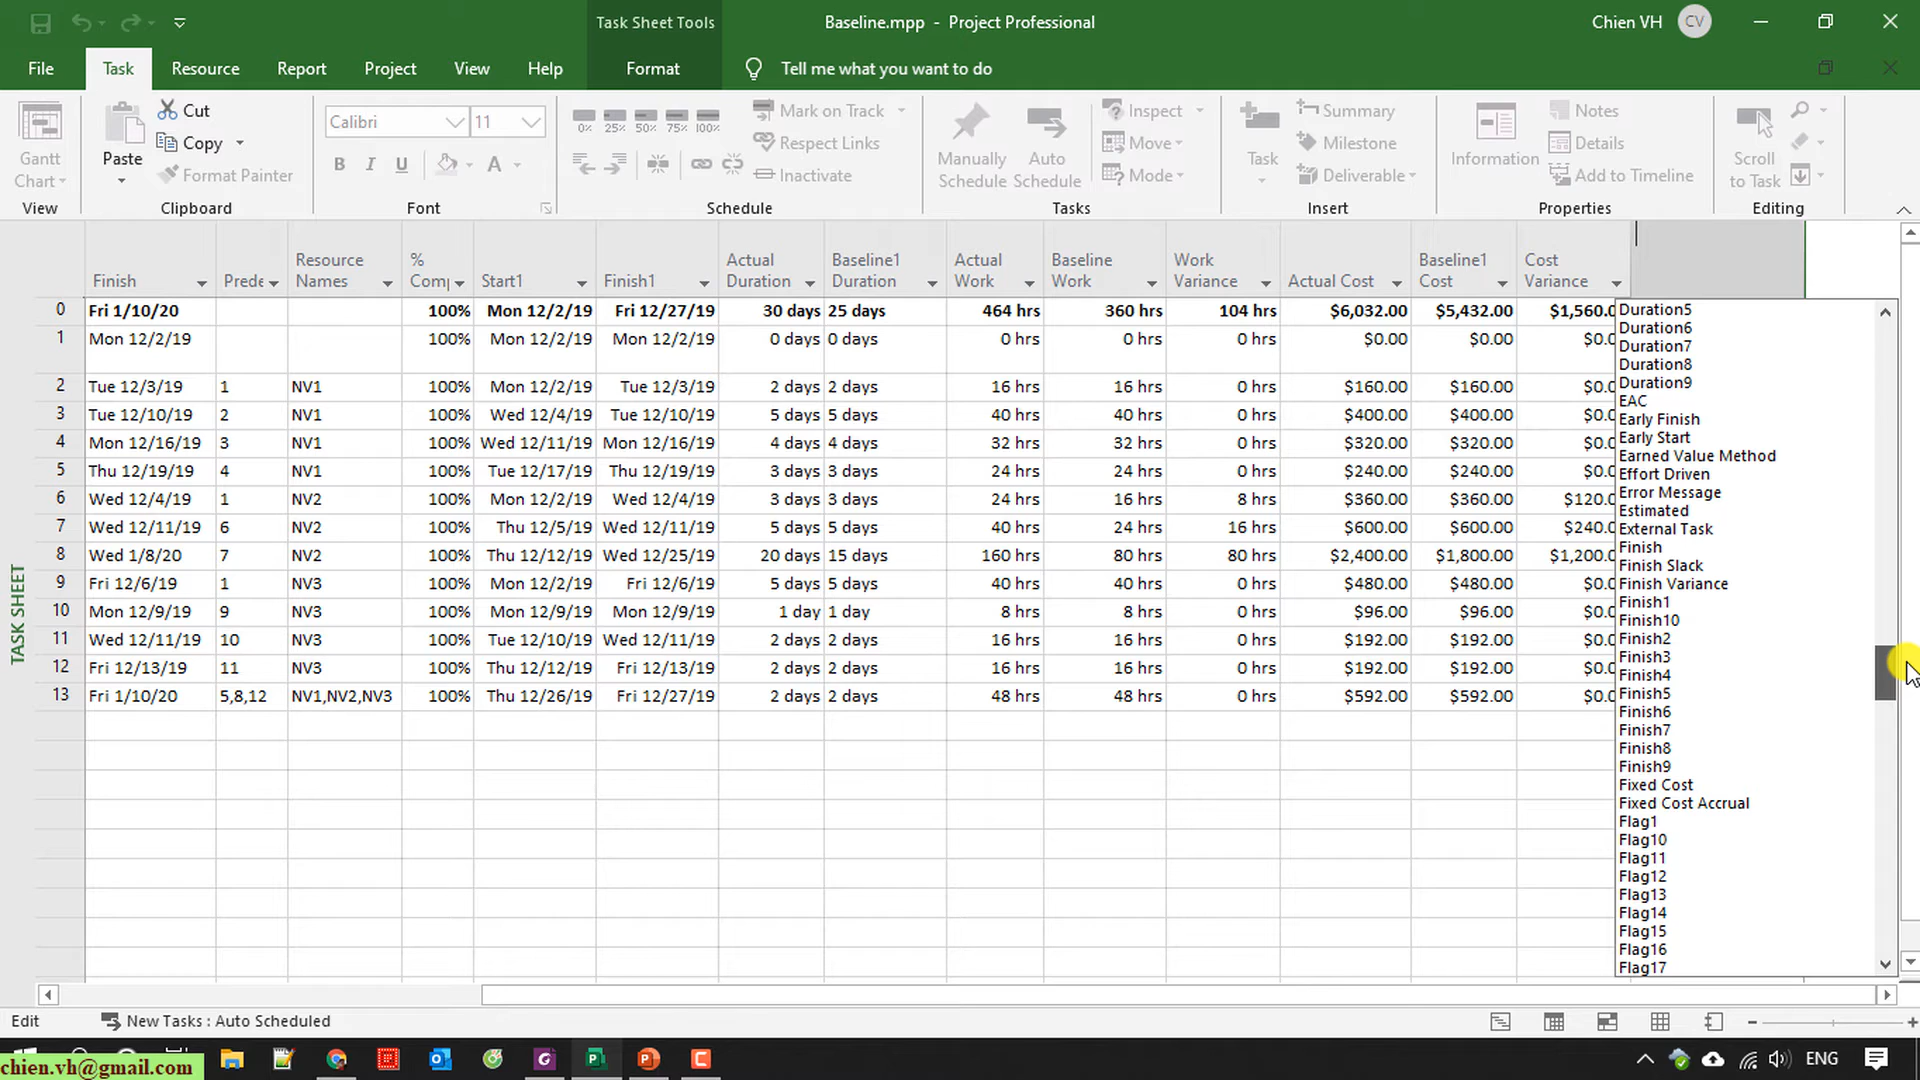 Task Sheet Tools
Baseline.mpp - Project Professional
Chien VH
CV
File
Task
Resource
Report
Project
View
Help
Format
Tell me what you want to do
Gantt Chart
View
Paste
Cut
Copy
Format Painter
Clipboard
Calibri
11
B I U
A
Font
0% 25% 50% 75% 100%
Mark on Track
Respect Links
Inactivate
Schedule
Manually Schedule
Auto Schedule
Inspect
Move
Mode
Tasks
Task
Summary
Milestone
Deliverable
Insert
Information
Notes
Details
Add to Timeline
Properties
Scroll to Task
Editing
Finish Prede Resource Names % Comp Start1 Finish1 Actual Duration Baseline1 Duration Actual Work Baseline Work Work Variance Actual Cost Baseline1 Cost Cost Variance
0 Fri 1/10/20 100% Mon 12/2/19 Fri 12/27/19 30 days 25 days 464 hrs 360 hrs 104 hrs $6,032.00 $5,432.00 $1,560.0
1 Mon 12/2/19 100% Mon 12/2/19 Mon 12/2/19 0 days 0 days 0 hrs 0 hrs 0 hrs $0.00 $0.00 $0.0
2 Tue 12/3/19 1 NV1 100% Mon 12/2/19 Tue 12/3/19 2 days 2 days 16 hrs 16 hrs 0 hrs $160.00 $160.00 $0.0
3 Tue 12/10/19 2 NV1 100% Wed 12/4/19 Tue 12/10/19 5 days 5 days 40 hrs 40 hrs 0 hrs $400.00 $400.00 $0.0
4 Mon 12/16/19 3 NV1 100% Wed 12/11/19 Mon 12/16/19 4 days 4 days 32 hrs 32 hrs 0 hrs $320.00 $320.00 $0.0
5 Thu 12/19/19 4 NV1 100% Tue 12/17/19 Thu 12/19/19 3 days 3 days 24 hrs 24 hrs 0 hrs $240.00 $240.00 $0.0
6 Wed 12/4/19 1 NV2 100% Mon 12/2/19 Wed 12/4/19 3 days 3 days 24 hrs 16 hrs 8 hrs $360.00 $360.00 $120.0
7 Wed 12/11/19 6 NV2 100% Thu 12/5/19 Wed 12/11/19 5 days 5 days 40 hrs 24 hrs 16 hrs $600.00 $600.00 $240.0
8 Wed 1/8/20 7 NV2 100% Thu 12/12/19 Wed 12/25/19 20 days 15 days 160 hrs 80 hrs 80 hrs $2,400.00 $1,800.00 $1,200.0
9 Fri 12/6/19 1 NV3 100% Mon 12/2/19 Fri 12/6/19 5 days 5 days 40 hrs 40 hrs 0 hrs $480.00 $480.00 $0.0
10 Mon 12/9/19 9 NV3 100% Mon 12/9/19 Mon 12/9/19 1 day 1 day 8 hrs 8 hrs 0 hrs $96.00 $96.00 $0.0
11 Wed 12/11/19 10 NV3 100% Tue 12/10/19 Wed 12/11/19 2 days 2 days 16 hrs 16 hrs 0 hrs $192.00 $192.00 $0.0
12 Fri 12/13/19 11 NV3 100% Thu 12/12/19 Fri 12/13/19 2 days 2 days 16 hrs 16 hrs 0 hrs $192.00 $192.00 $0.0
13 Fri 1/10/20 5,8,12 NV1,NV2,NV3 100% Thu 12/26/19 Fri 12/27/19 2 days 2 days 48 hrs 48 hrs 0 hrs $592.00 $592.00 $0.0
TASK SHEET
Duration5
Duration6
Duration7
Duration8
Duration9
EAC
Early Finish
Early Start
Earned Value Method
Effort Driven
Error Message
Estimated
External Task
Finish
Finish Slack
Finish Variance
Finish1
Finish10
Finish2
Finish3
Finish4
Finish5
Finish6
Finish7
Finish8
Finish9
Fixed Cost
Fixed Cost Accrual
Flag1
Flag10
Flag11
Flag12
Flag13
Flag14
Flag15
Flag16
Flag17
Edit
New Tasks : Auto Scheduled
chien.vh@gmail.com
ENG